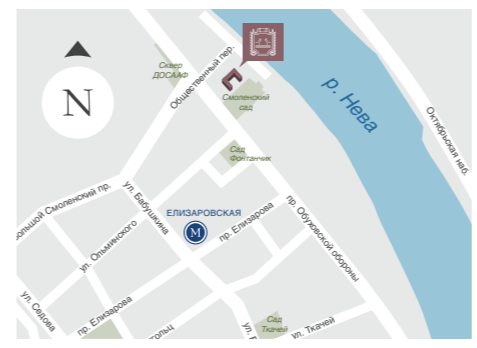 Сквер
ДОСААФ
Общественный пер.
Смоленский
сад
р. Нева
Октябрьская наб.
N
Сад
Фонтанчик
Смоленский пр.
ул. Бабушкина
ЕЛИЗАРОВСКАЯ
М
ул. Ольминского
пр. Елизарова
пр. Обуховской обороны
ул. Седова
пр. Елизарова
Сад
Ткачей
ул. Ткачей